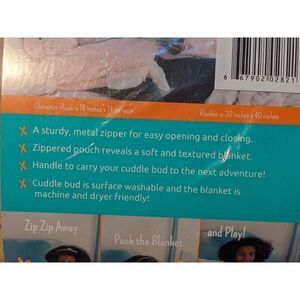 6 67902 02821
Character Plush is 18 inches x 14 inches
Blanket is 30 inches x 40 inches
A sturdy, metal zipper for easy opening and closing.
Zippered pouch reveals a soft and textured blanket.
Handle to carry your cuddle bud to the next adventure!
Cuddle bud is surface washable and the blanket is
machine and dryer friendly!
Zip Zip Away
Pack the Blanket
and Play!